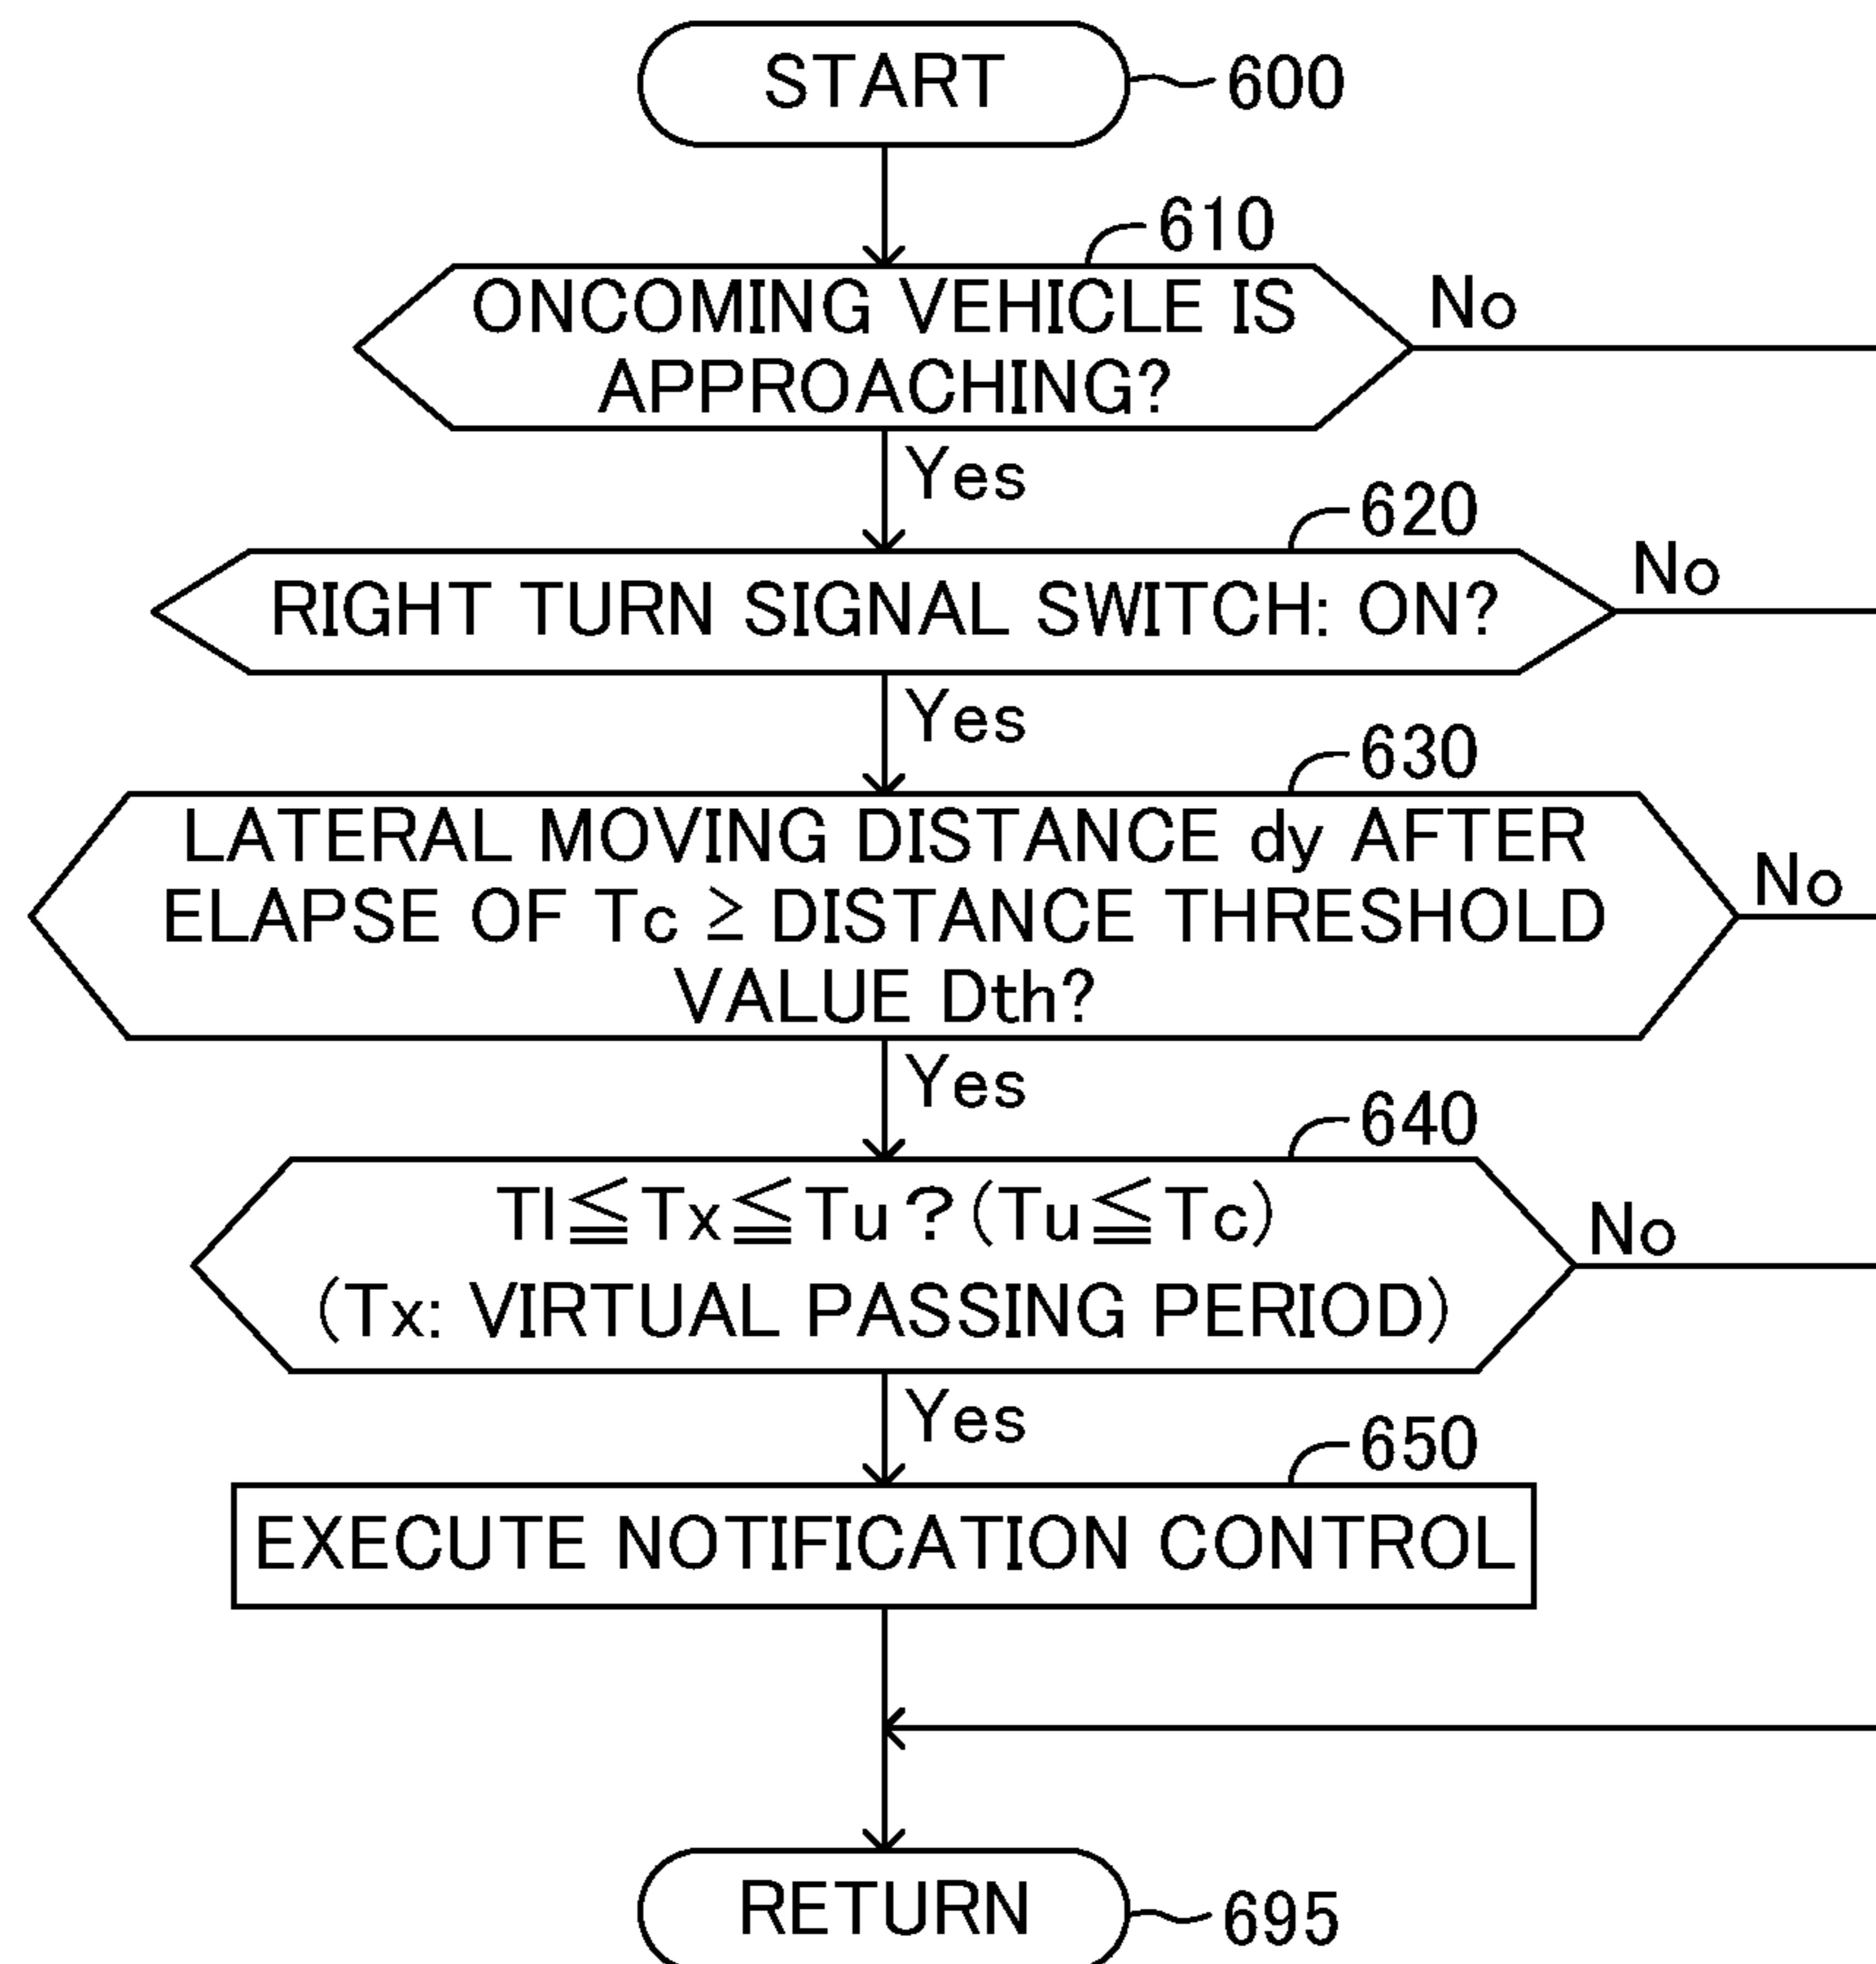 START
600
610
ONCOMING VEHICLE IS
APPROACHING?
No
Yes
620
RIGHT TURN SIGNAL SWITCH: ON?
No
Yes
630
LATERAL MOVING DISTANCE dy AFTER
ELAPSE OF Tc ≥ DISTANCE THRESHOLD
VALUE Dth?
No
Yes
640
Tl≦Tx≦Tu?(Tu≦Tc)
(Tx: VIRTUAL PASSING PERIOD)
No
Yes
650
EXECUTE NOTIFICATION CONTROL
RETURN
695